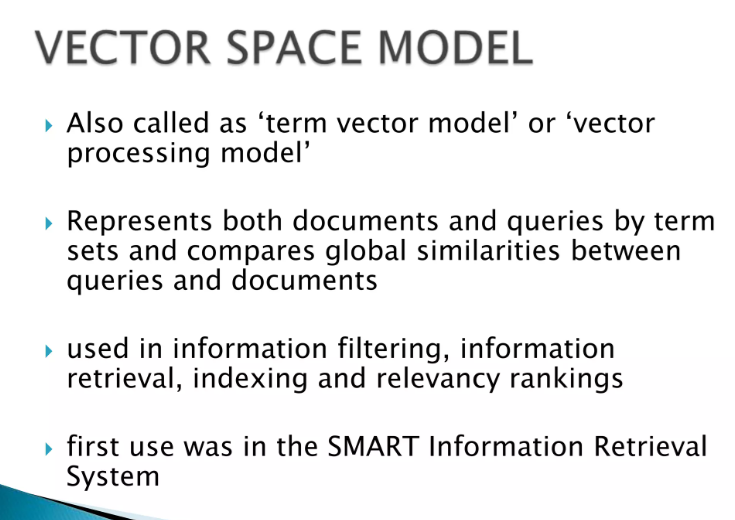 VECTOR SPACE MODEL
Also called as ‘term vector model’ or ‘vector
processing model’
Represents both documents and queries by term
sets and compares global similarities between
queries and documents
used in information filtering, information
retrieval, indexing and relevancy rankings
first use was in the SMART Information Retrieval
System